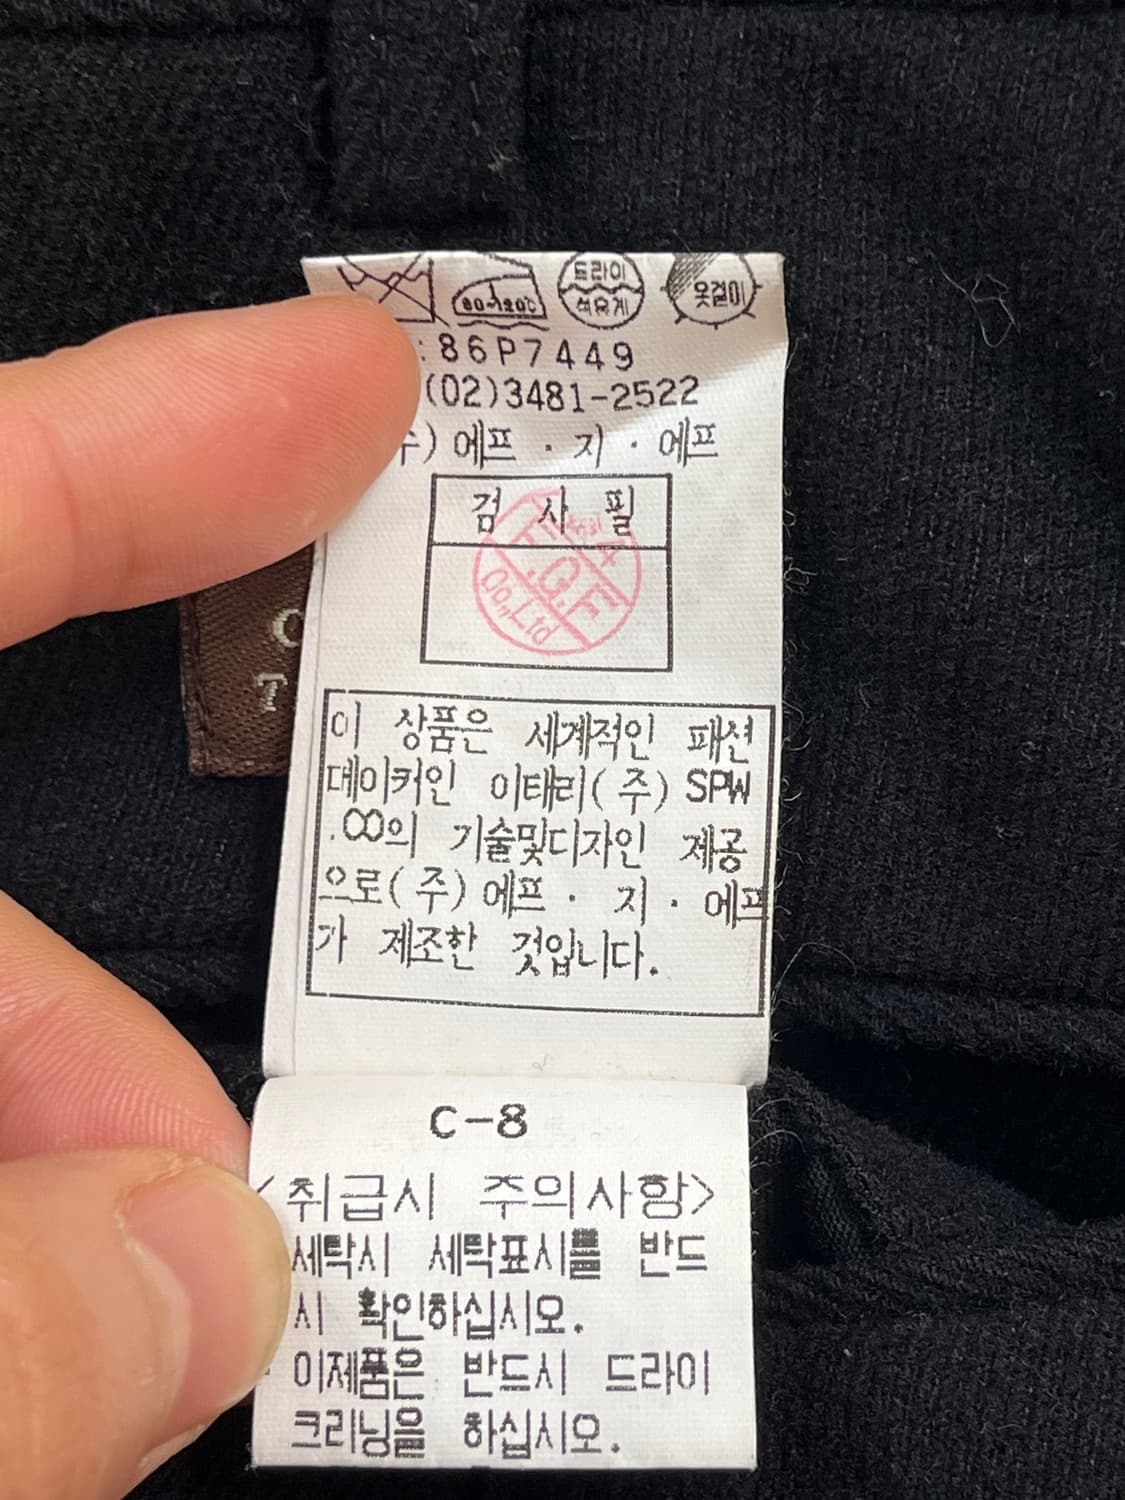 80~120℃
드라이
석유계
옷걸이
: 86P7449
(02)3481-2522
주) 에프 · 지 · 에프
검 사 필
Q.
Ltd
이 상품은 세계적인 패션
메이커인 이태리(주) SPW
.CO의 기술및디자인 제공
으로(주) 에프 · 지 · 에프
가 제조한 것입니다.
C-8
<취급시 주의사항>
세탁시 세탁표시를 반드
시 확인하십시오.
이제품은 반드시 드라이
크리닝을 하십시오.